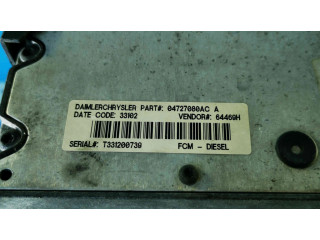 DAIMLERCHRYSLER PART#: 04727080AC A
DATE CODE: 33102 VENDOR#: 64469H
SERIAL#: T331200739 FCM - DIESEL